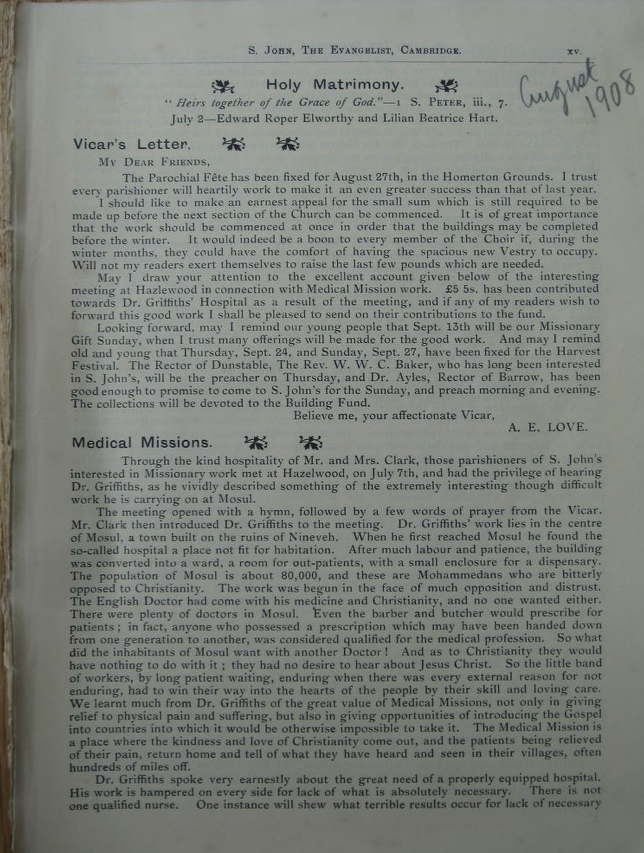 S. JOHN, THE EVANGELIST, CAMBRIDGE. xv.
August 1908
Holy Matrimony.
" Heirs together of the Grace of God."—1 S. PETER, iii., 7.
July 2—Edward Roper Elworthy and Lilian Beatrice Hart.
Vicar's Letter.
MY DEAR FRIENDS,
The Parochial Fête has been fixed for August 27th, in the Homerton Grounds. I trust
every parishioner will heartily work to make it an even greater success than that of last year.
I should like to make an earnest appeal for the small sum which is still required to be
made up before the next section of the Church can be commenced. It is of great importance
that the work should be commenced at once in order that the buildings may be completed
before the winter. It would indeed be a boon to every member of the Choir if, during the
winter months, they could have the comfort of having the spacious new Vestry to occupy.
Will not my readers exert themselves to raise the last few pounds which are needed.
May I draw your attention to the excellent account given below of the interesting
meeting at Hazlewood in connection with Medical Mission work. £5 5s. has been contributed
towards Dr. Griffiths' Hospital as a result of the meeting, and if any of my readers wish to
forward this good work I shall be pleased to send on their contributions to the fund.
Looking forward, may I remind our young people that Sept. 13th will be our Missionary
Gift Sunday, when I trust many offerings will be made for the good work. And may I remind
old and young that Thursday, Sept. 24, and Sunday, Sept. 27, have been fixed for the Harvest
Festival. The Rector of Dunstable, The Rev. W. W. C. Baker, who has long been interested
in S. John's, will be the preacher on Thursday, and Dr. Ayles, Rector of Barrow, has been
good enough to promise to come to S. John's for the Sunday, and preach morning and evening.
The collections will be devoted to the Building Fund.
Believe me, your affectionate Vicar,
A. E. LOVE.
Medical Missions.
Through the kind hospitality of Mr. and Mrs. Clark, those parishioners of S. John's
interested in Missionary work met at Hazelwood, on July 7th, and had the privilege of hearing
Dr. Griffiths, as he vividly described something of the extremely interesting though difficult
work he is carrying on at Mosul.
The meeting opened with a hymn, followed by a few words of prayer from the Vicar.
Mr. Clark then introduced Dr. Griffiths to the meeting. Dr. Griffiths' work lies in the centre
of Mosul, a town built on the ruins of Nineveh. When he first reached Mosul he found the
so-called hospital a place not fit for habitation. After much labour and patience, the building
was converted into a ward, a room for out-patients, with a small enclosure for a dispensary.
The population of Mosul is about 80,000, and these are Mohammedans who are bitterly
opposed to Christianity. The work was begun in the face of much opposition and distrust.
The English Doctor had come with his medicine and Christianity, and no one wanted either.
There were plenty of doctors in Mosul. Even the barber and butcher would prescribe for
patients ; in fact, anyone who possessed a prescription which may have been handed down
from one generation to another, was considered qualified for the medical profession. So what
did the inhabitants of Mosul want with another Doctor ! And as to Christianity they would
have nothing to do with it ; they had no desire to hear about Jesus Christ. So the little band
of workers, by long patient waiting, enduring when there was every external reason for not
enduring, had to win their way into the hearts of the people by their skill and loving care.
We learnt much from Dr. Griffiths of the great value of Medical Missions, not only in giving
relief to physical pain and suffering, but also in giving opportunities of introducing the Gospel
into countries into which it would be otherwise impossible to take it. The Medical Mission is
a place where the kindness and love of Christianity come out, and the patients being relieved
of their pain, return home and tell of what they have heard and seen in their villages, often
hundreds of miles off.
Dr. Griffiths spoke very earnestly about the great need of a properly equipped hospital.
His work is hampered on every side for lack of what is absolutely necessary. There is not
one qualified nurse. One instance will shew what terrible results occur for lack of necessary